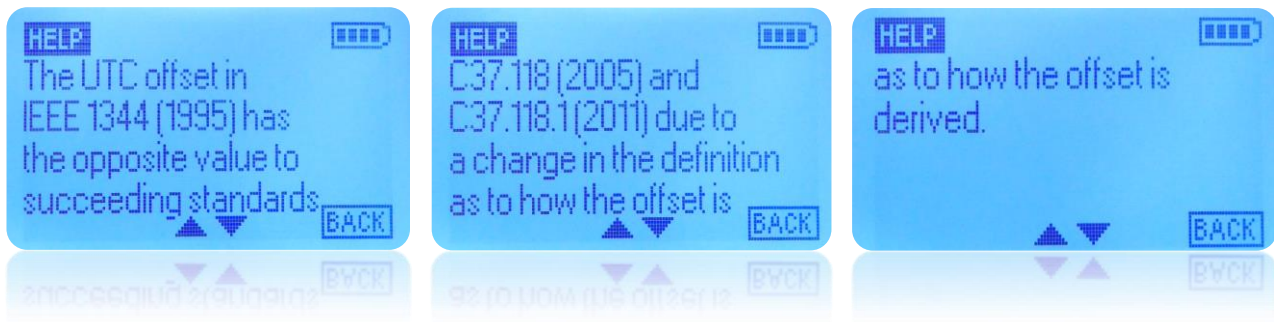 HELP
The UTC offset in
IEEE 1344 (1995) has
the opposite value to
succeeding standards
BACK
HELP
C37.118 (2005) and
C37.118.1(2011) due to
a change in the definition
as to how the offset is
BACK
HELP
as to how the offset is
derived.
BACK